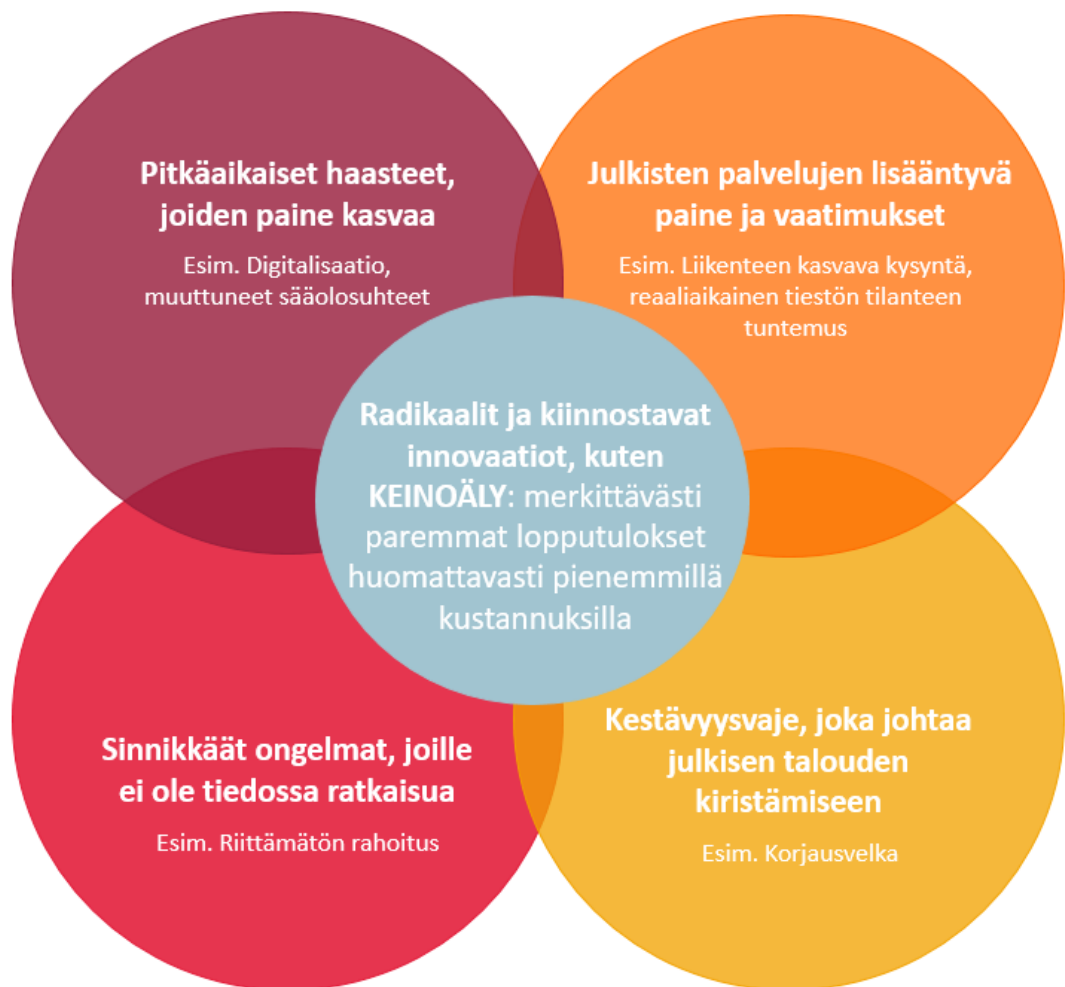 Pitkäaikaiset haasteet,
joiden paine kasvaa
Esim. Digitalisaatio,
muuttuneet sääolosuhteet
Julkisten palvelujen lisääntyvä
paine ja vaatimukset
Esim. Liikenteen kasvava kysyntä,
reaaliaikainen tiestön tilanteen
tuntemus
Radikaalit ja kiinnostavat
innovaatiot, kuten
KEINOÄLY: merkittävästi
paremmat lopputulokset
huomattavasti pienemmillä
kustannuksilla
Sinnikkäät ongelmat, joille
ei ole tiedossa ratkaisua
Esim. Riittämätön rahoitus
Kestävyysvaje, joka johtaa
julkisen talouden
kiristämiseen
Esim. Korjausvelka